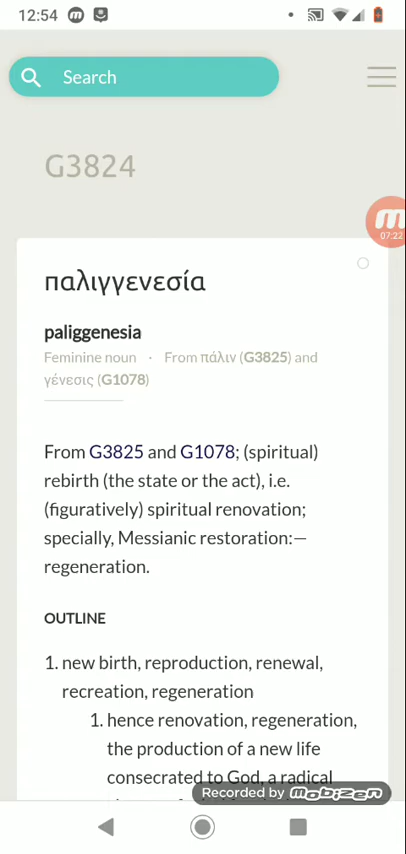 12:54
Search
G3824
07:22
παλιγγενεσία
paliggenesia
Feminine noun · From πάλιν (G3825) and
γένεσις (G1078)
From G3825 and G1078; (spiritual)
rebirth (the state or the act), i.e.
(figuratively) spiritual renovation;
specially, Messianic restoration:—
regeneration.
OUTLINE
1. new birth, reproduction, renewal,
recreation, regeneration
1. hence renovation, regeneration,
the production of a new life
consecrated to God, a radical
Recorded by mobizen